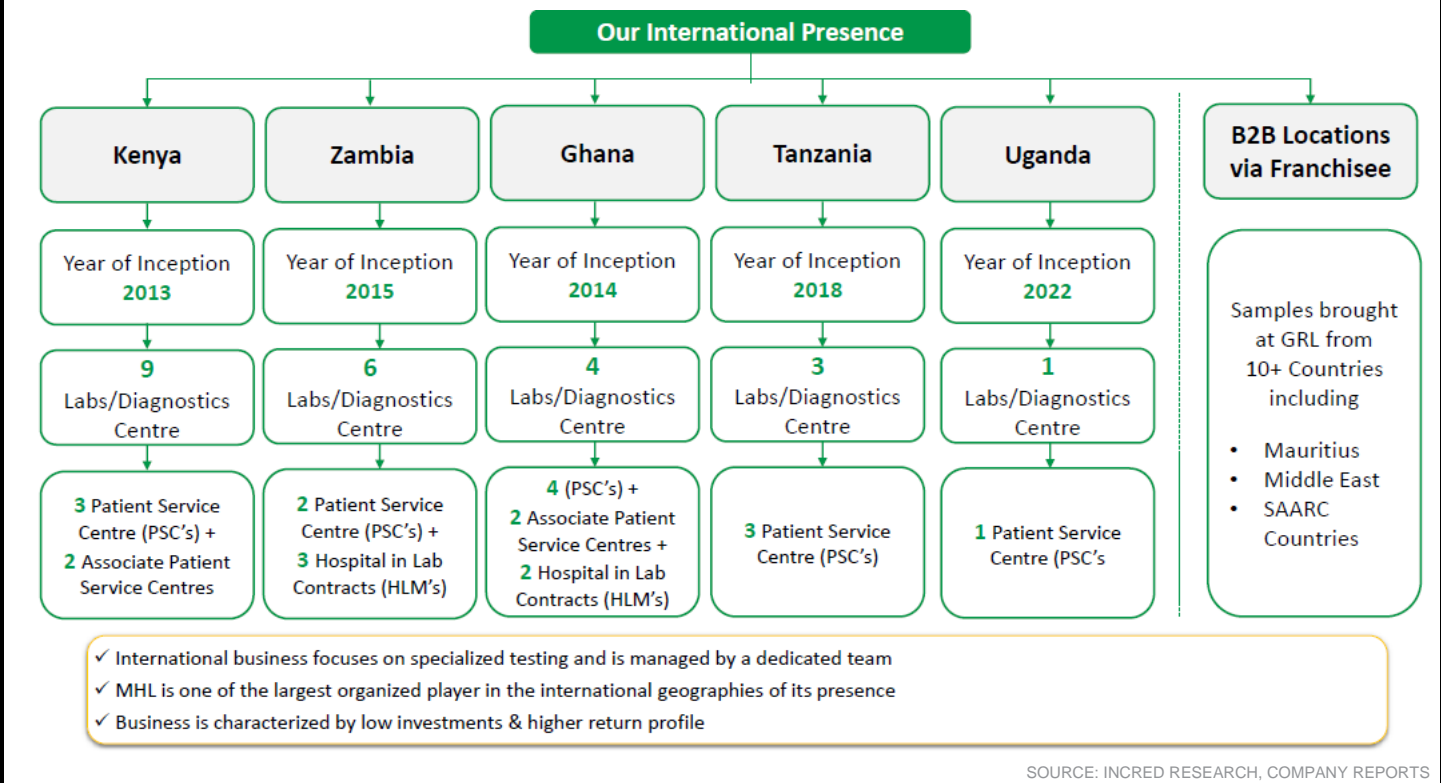 Our International Presence
Kenya
Year of Inception
2013
9
Labs/Diagnostics
Centre
3 Patient Service
Centre (PSC's) +
2 Associate Patient
Service Centres
Zambia
Year of Inception
2015
6
Labs/Diagnostics
Centre
2 Patient Service
Centre (PSC's) +
3 Hospital in Lab
Contracts (HLM's)
Ghana
Year of Inception
2014
4
Labs/Diagnostics
Centre
4 (PSC's) +
2 Associate Patient
Service Centres +
2 Hospital in Lab
Contracts (HLM's)
Tanzania
Year of Inception
2018
3
Labs/Diagnostics
Centre
3 Patient Service
Centre (PSC's)
Uganda
Year of Inception
2022
1
Labs/Diagnostics
Centre
1 Patient Service
Centre (PSC's
B2B Locations
via Franchisee
Samples brought
at GRL from
10+ Countries
including
• Mauritius
• Middle East
• SAARC
Countries
✓ International business focuses on specialized testing and is managed by a dedicated team
✓ MHL is one of the largest organized player in the international geographies of its presence
✓ Business is characterized by low investments & higher return profile
SOURCE: INCRED RESEARCH, COMPANY REPORTS